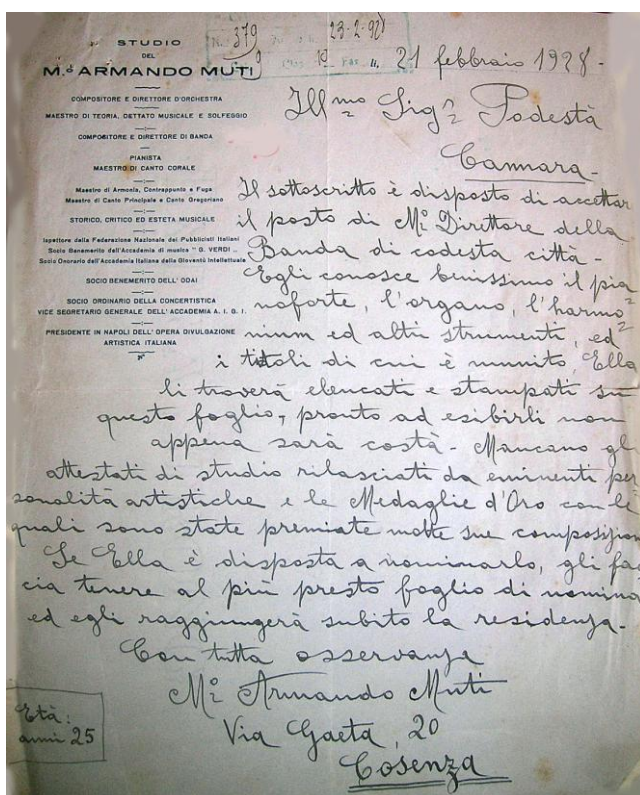 STUDIO
DEL
M.º ARMANDO MUTI
COMPOSITORE E DIRETTORE D'ORCHESTRA
MAESTRO DI TEORIA, DETTATO MUSICALE E SOLFEGGIO
COMPOSITORE E DIRETTORE DI BANDA
PIANISTA
MAESTRO DI CANTO CORALE
Maestro di Armonia, Contrappunto e Fuga
Maestro di Canto Principale e Canto Gregoriano
STORICO, CRITICO ED ESTETA MUSICALE
Ispettore della Federazione Nazionale dei Pubblicisti Italiani
Socio Benemerito dell'Accademia di musica "G. VERDI"
Socio Onorario dell'Accademia Italiana della Gioventù Intellettuale
SOCIO BENEMERITO DELL'
SOCIO ORDINARIO DELLA CONCERTISTICA
VICE SEGRETARIO GENERALE DELL'ACCADEMIA A. I. G. I.
PRESIDENTE IN NAPOLI DELL'OPERA DIVULGAZIONE
ARTISTICA ITALIANA
N. 379 23-2-928
21 febbraio 1928-
Ill.mo Sig.r Podestà
Cannara-
Il sottoscritto è disposto di accettar
il posto di M.º Direttore della
Banda di codesta città-
Egli conosce benissimo il pia
noforte, l'organo, l'harmo
nium ed altri strumenti, ed
i titoli di cui è munito, Ella
li troverà elencati e stampati su
questo foglio, pronto ad esibirli non
appena sarà costà- Mancano gli
attestati di studio rilasciati da eminenti per
sonalità artistiche e le Medaglie d'Oro con le
quali sono state premiate molte sue composizion
Se Ella è disposta a nominarlo, gli fac
cia tenere al più presto foglio di nomina
ed egli raggiungerà subito la residenza-
Con tutta osservanza
M.º Armando Muti
Via Gaeta, 20
Cosenza
Età:
anni 25